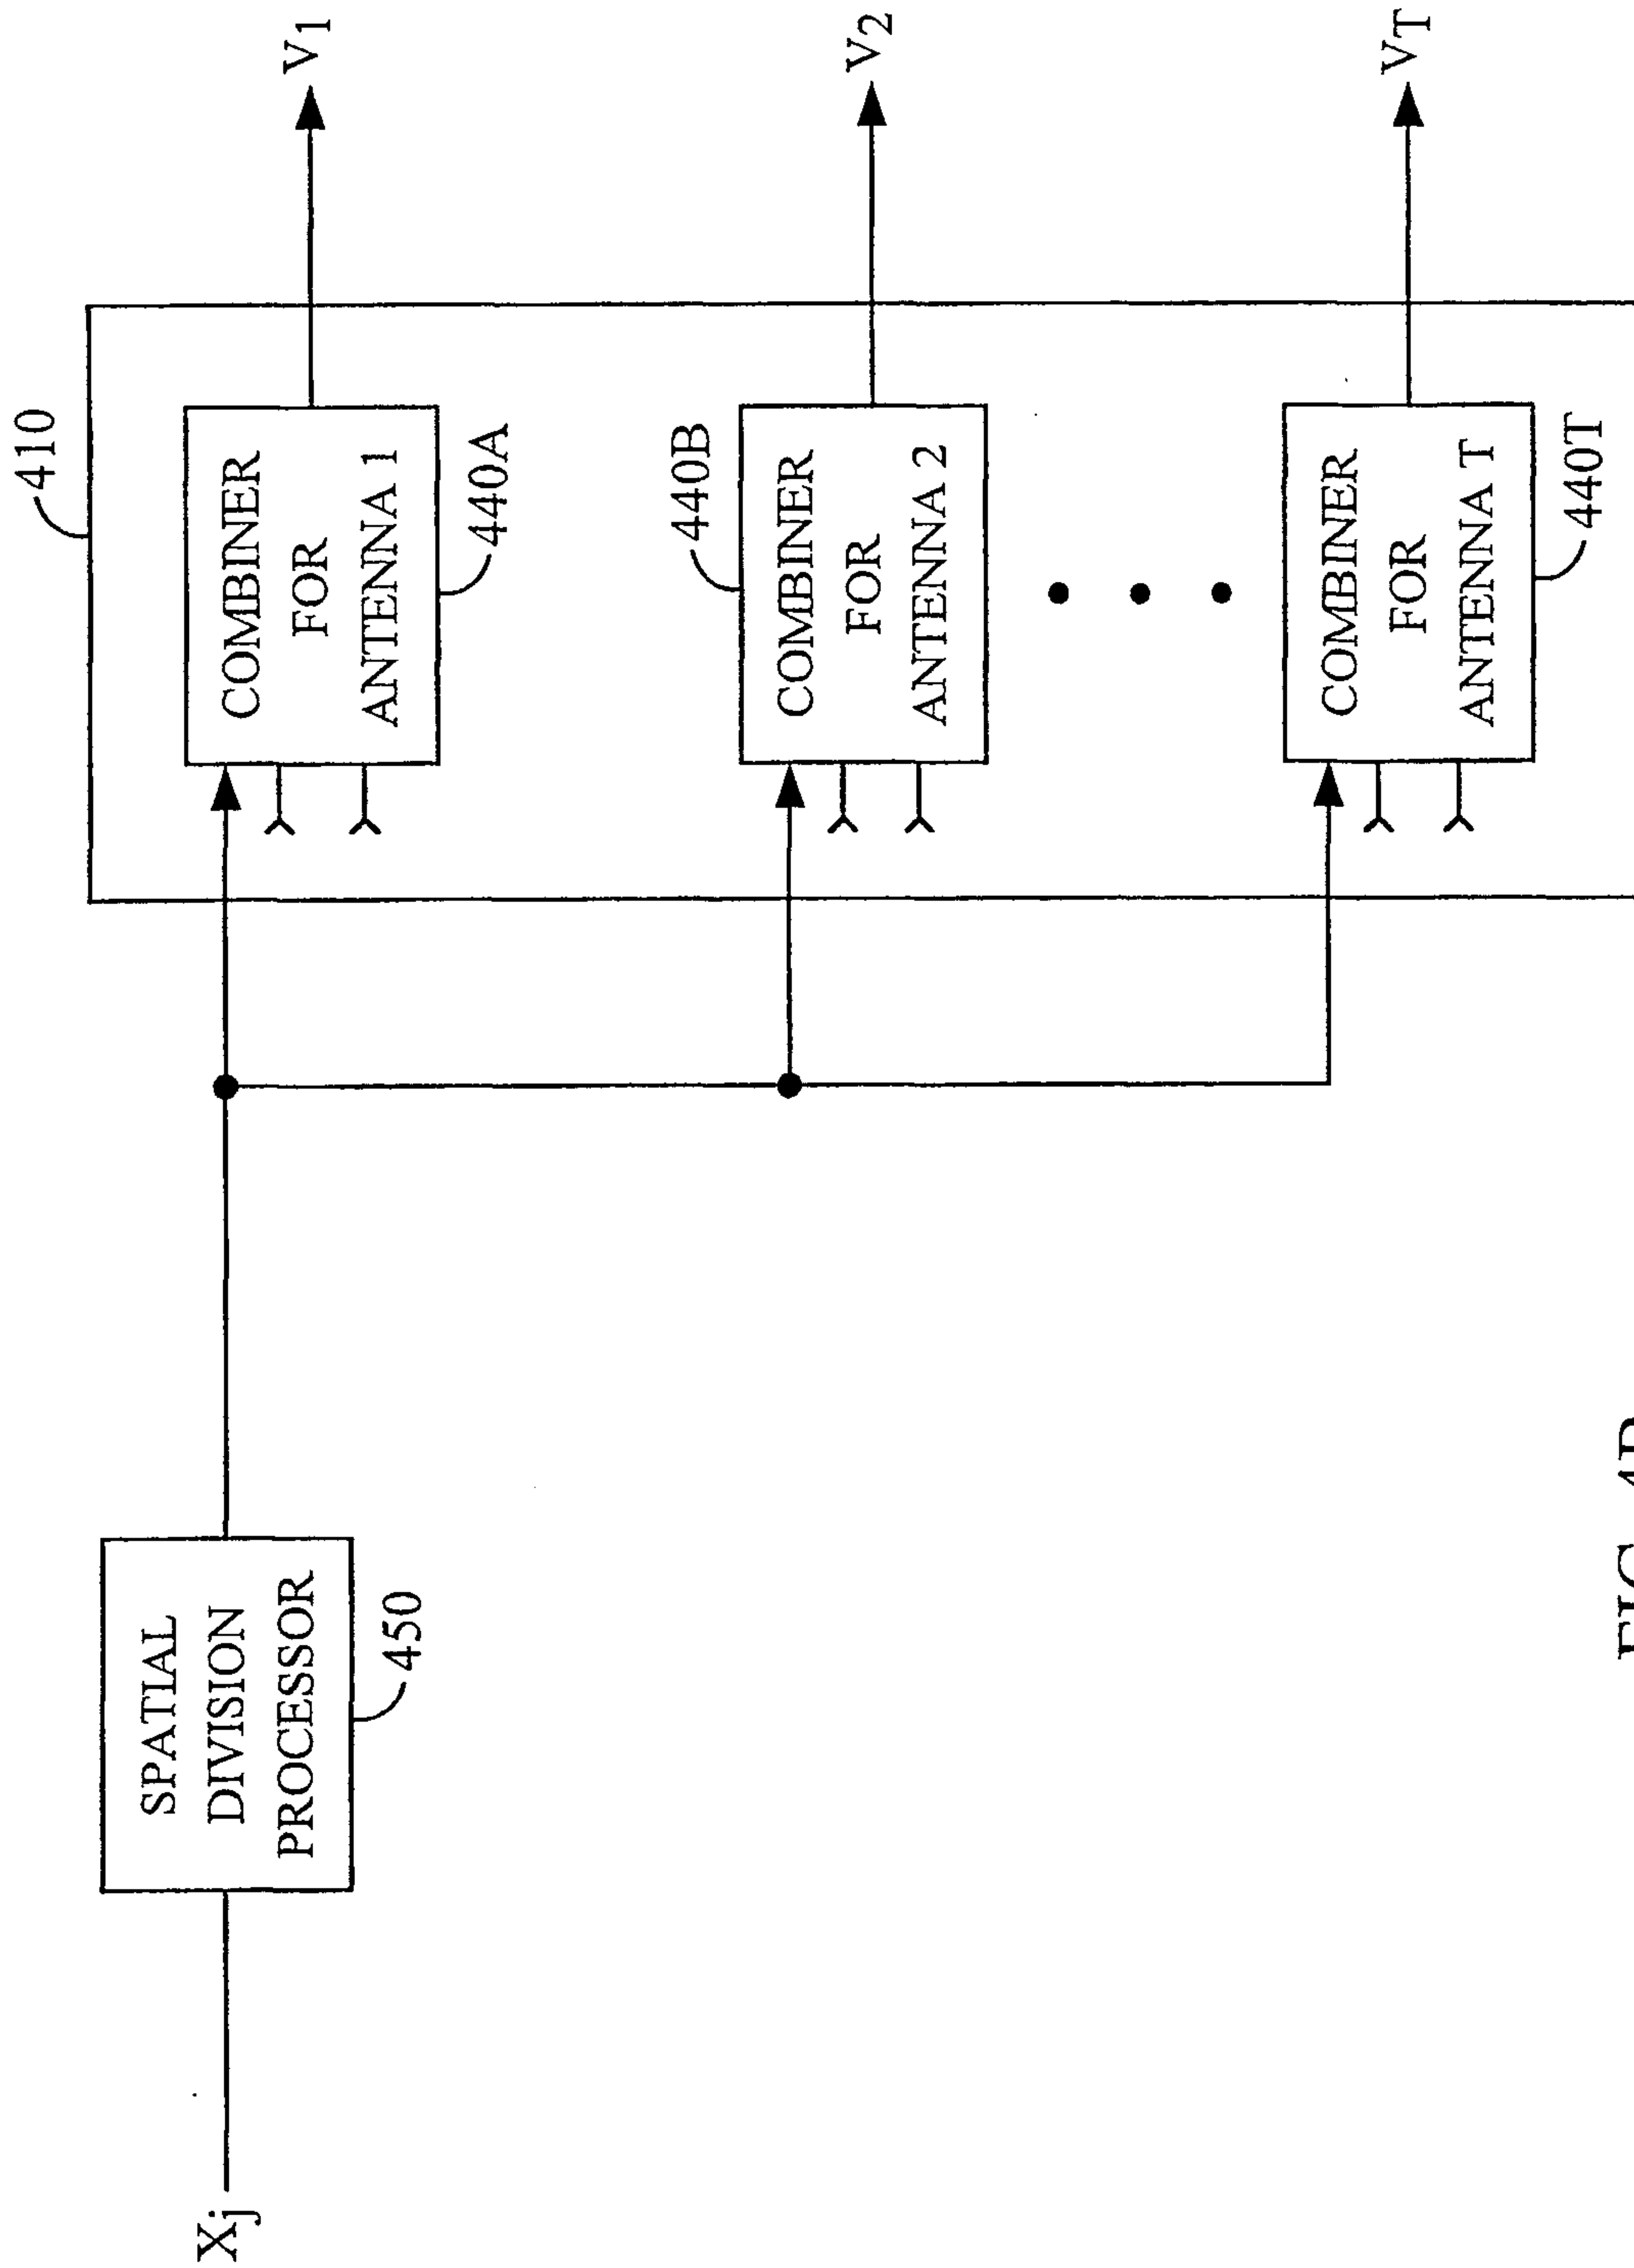 410
X_j
SPATIAL
DIVISION
PROCESSOR
450
COMBINER
FOR
ANTENNA 1
440A
V_1
440B
COMBINER
FOR
ANTENNA 2
V_2
COMBINER
FOR
ANTENNA T
440T
V_T
FIG.